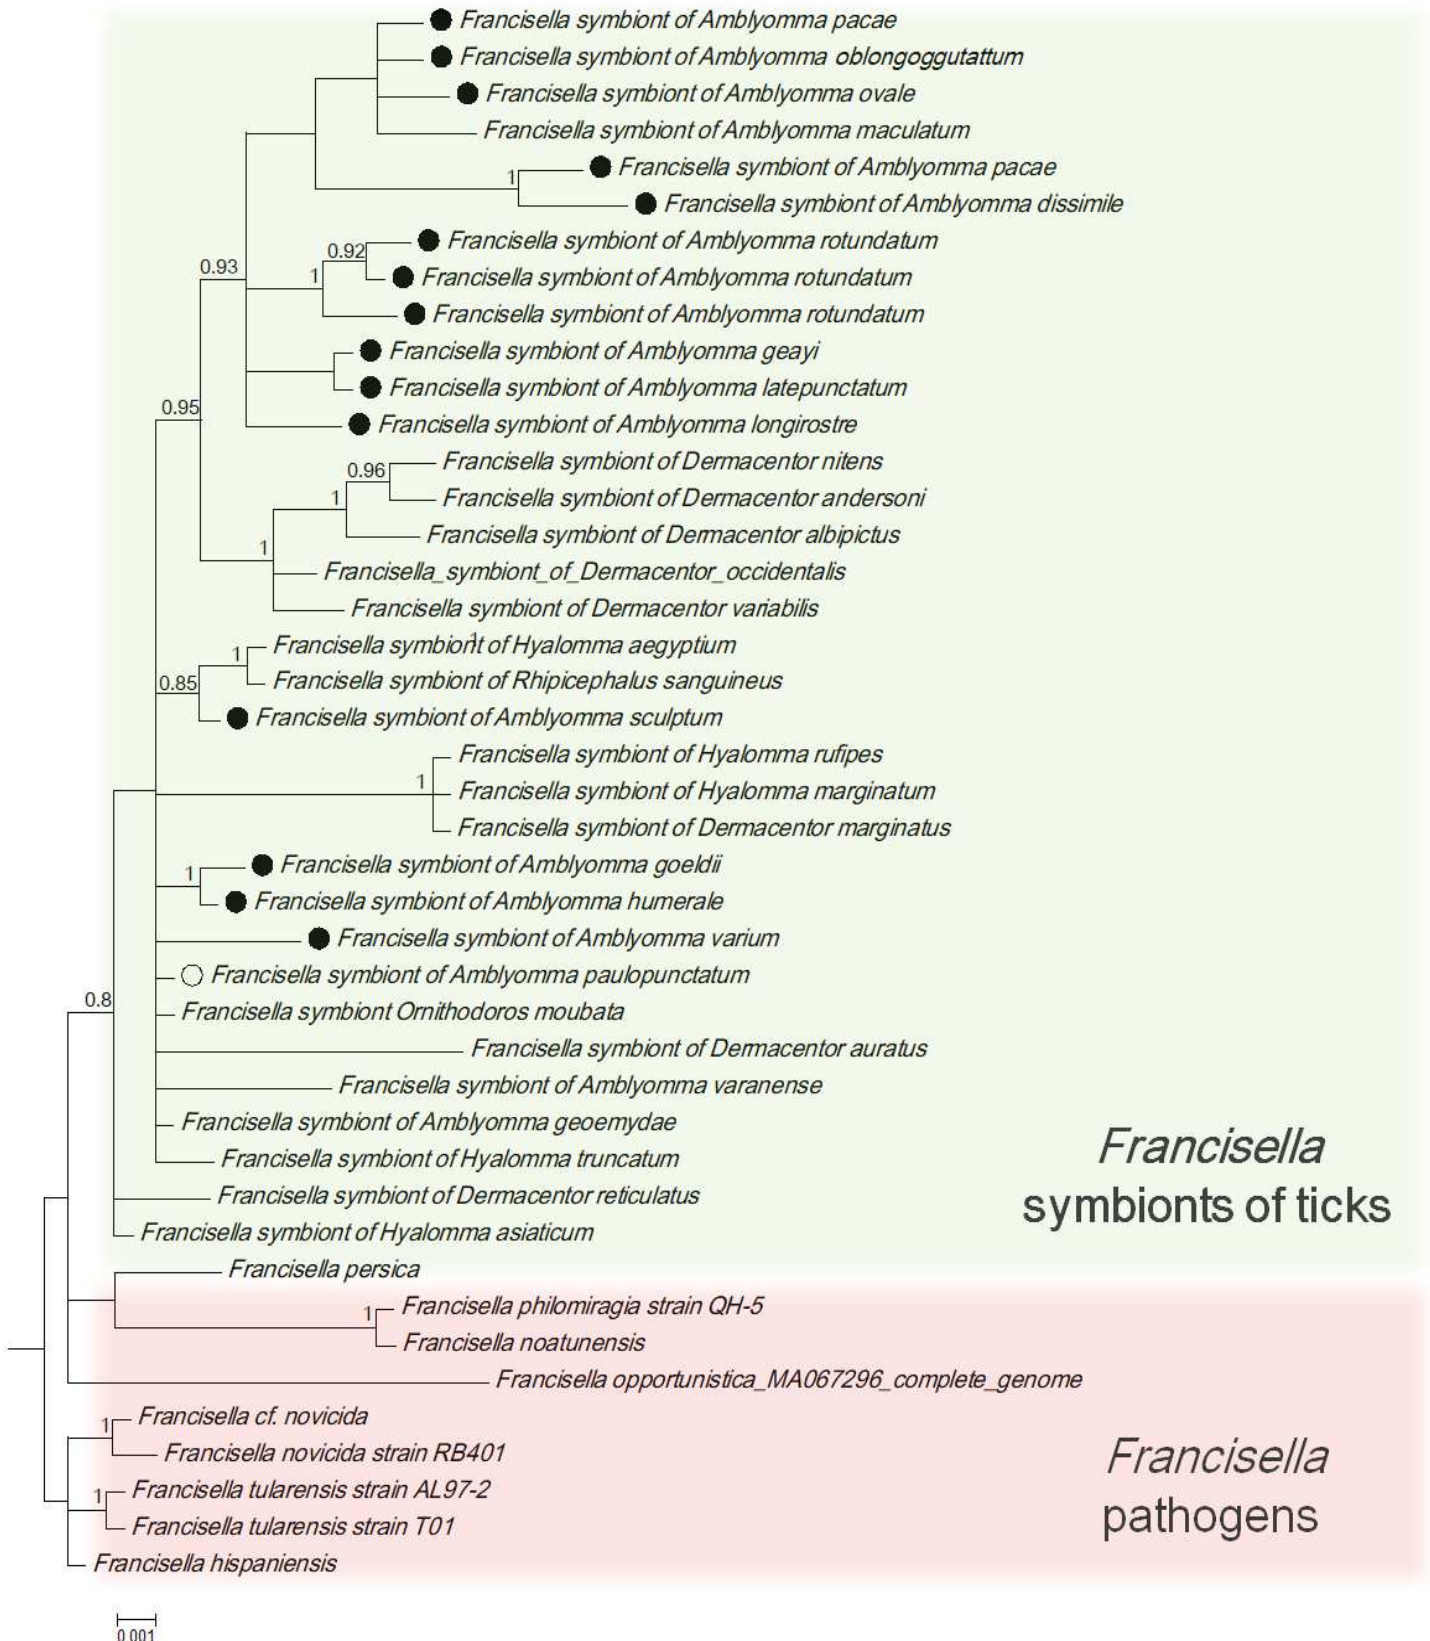 Francisella symbiont of Amblyomma pacae
Francisella symbiont of Amblyomma oblongoggutattum
Francisella symbiont of Amblyomma ovale
Francisella symbiont of Amblyomma maculatum
1
Francisella symbiont of Amblyomma pacae
Francisella symbiont of Amblyomma dissimile
Francisella symbiont of Amblyomma rotundatum
0.92
0.93
1
Francisella symbiont of Amblyomma rotundatum
Francisella symbiont of Amblyomma rotundatum
Francisella symbiont of Amblyomma geayi
Francisella symbiont of Amblyomma latepunctatum
0.95
Francisella symbiont of Amblyomma longirostre
Francisella symbiont of Dermacentor nitens
0.96
1
Francisella symbiont of Dermacentor andersoni
Francisella symbiont of Dermacentor albipictus
1
Francisella_symbiont_of_Dermacentor_occidentalis
Francisella symbiont of Dermacentor variabilis
1
Francisella symbiont of Hyalomma aegyptium
1
0.85
Francisella symbiont of Rhipicephalus sanguineus
Francisella symbiont of Amblyomma sculptum
Francisella symbiont of Hyalomma rufipes
1
Francisella symbiont of Hyalomma marginatum
Francisella symbiont of Dermacentor marginatus
Francisella symbiont of Amblyomma goeldii
1
Francisella symbiont of Amblyomma humerale
Francisella symbiont of Amblyomma varium
Francisella symbiont of Amblyomma paulopunctatum
0.8
Francisella symbiont Ornithodoros moubata
Francisella symbiont of Dermacentor auratus
Francisella symbiont of Amblyomma varanense
Francisella symbiont of Amblyomma geoemydae
Francisella symbiont of Hyalomma truncatum
Francisella symbiont of Dermacentor reticulatus
Francisella symbiont of Hyalomma asiaticum
Francisella
symbionts of ticks
Francisella persica
1
Francisella philomiragia strain QH-5
Francisella noatunensis
Francisella opportunistica_MA067296_complete_genome
1
Francisella cf. novicida
Francisella novicida strain RB401
1
Francisella tularensis strain AL97-2
Francisella tularensis strain T01
Francisella hispaniensis
Francisella
pathogens
0.001